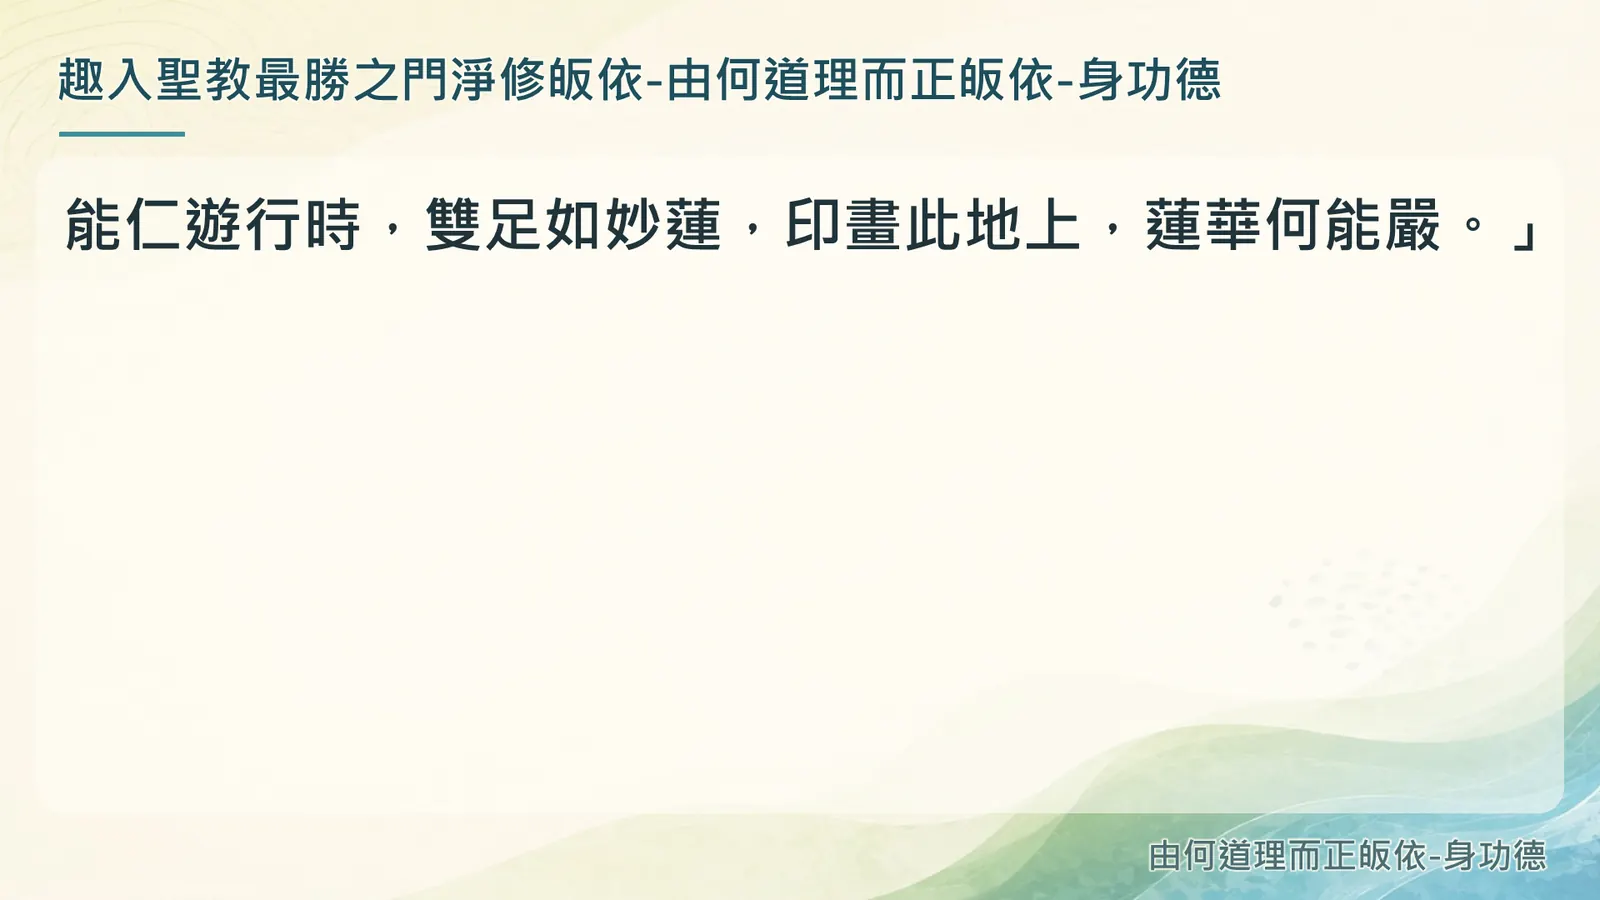 趣入聖教最勝之門淨修皈依-由何道理而正皈依-身功德
能仁遊行時，雙足如妙蓮，印畫此地上，蓮華何能嚴。」
由何道理而正皈依-身功德